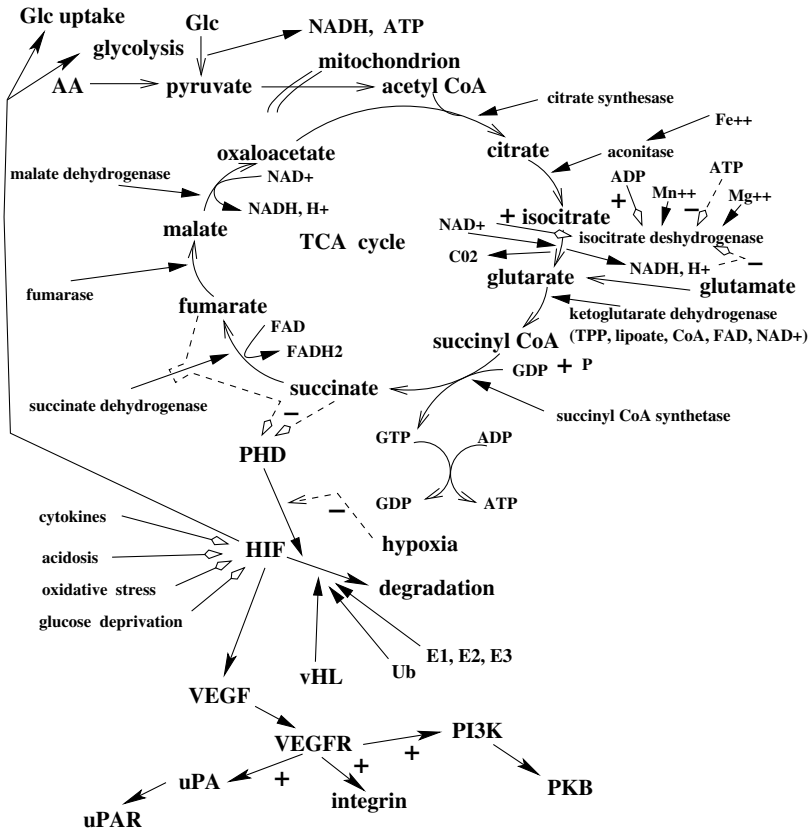 Glc uptake
Glc
NADH, ATP
glycolysis
mitochondrion
AA
pyruvate
acetyl CoA
citrate synthesase
Fe++
oxaloacetate
citrate
aconitase
malate dehydrogenase
NAD+
ADP
ATP
NADH, H+
+
Mn++
−
Mg++
malate
TCA cycle
NAD+
+ isocitrate
isocitrate deshydrogenase
C02
NADH, H+
−
fumarase
glutarate
glutamate
fumarate
ketoglutarate dehydrogenase
(TPP, lipoate, CoA, FAD, NAD+)
FAD
FADH2
succinyl CoA
GDP + P
succinate
succinate dehydrogenase
−
succinyl CoA synthetase
PHD
GTP
ADP
GDP
ATP
−
cytokines
hypoxia
acidosis
HIF
oxidative stress
degradation
glucose deprivation
E1, E2, E3
vHL
Ub
VEGF
VEGFR
+
+
PI3K
uPA
+
PKB
integrin
uPAR